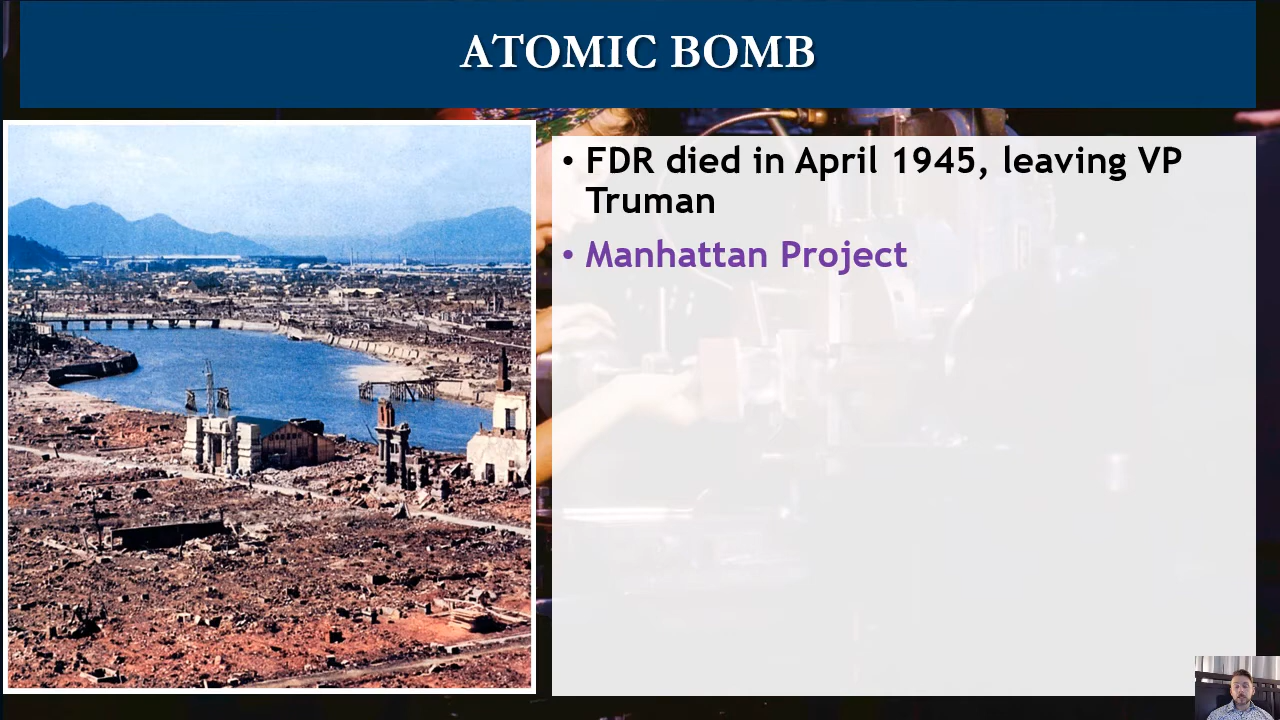 ATOMIC BOMB
• FDR died in April 1945, leaving VP
Truman
• Manhattan Project